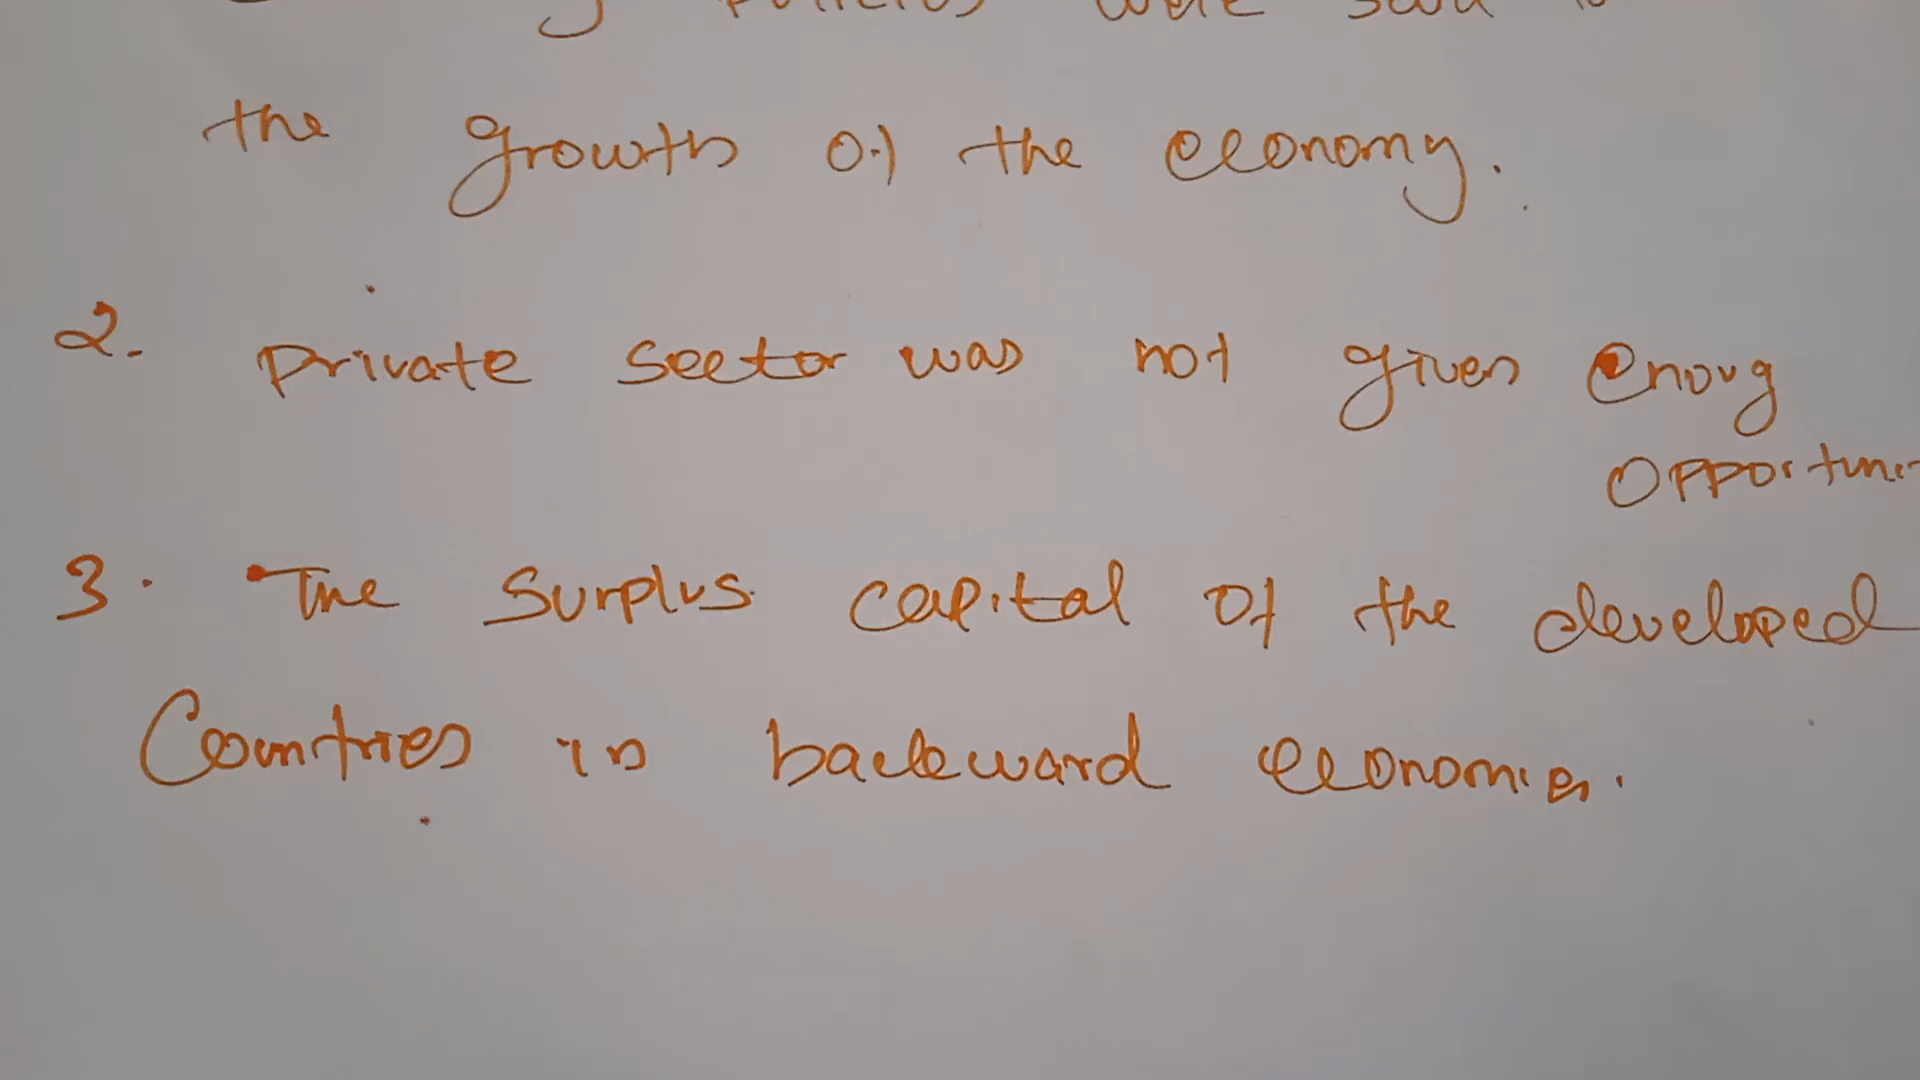 the growth of the economy.
2. Private sector was not given enoug
opportuni
3. The surplus capital of the developed
Countries in backward economies.